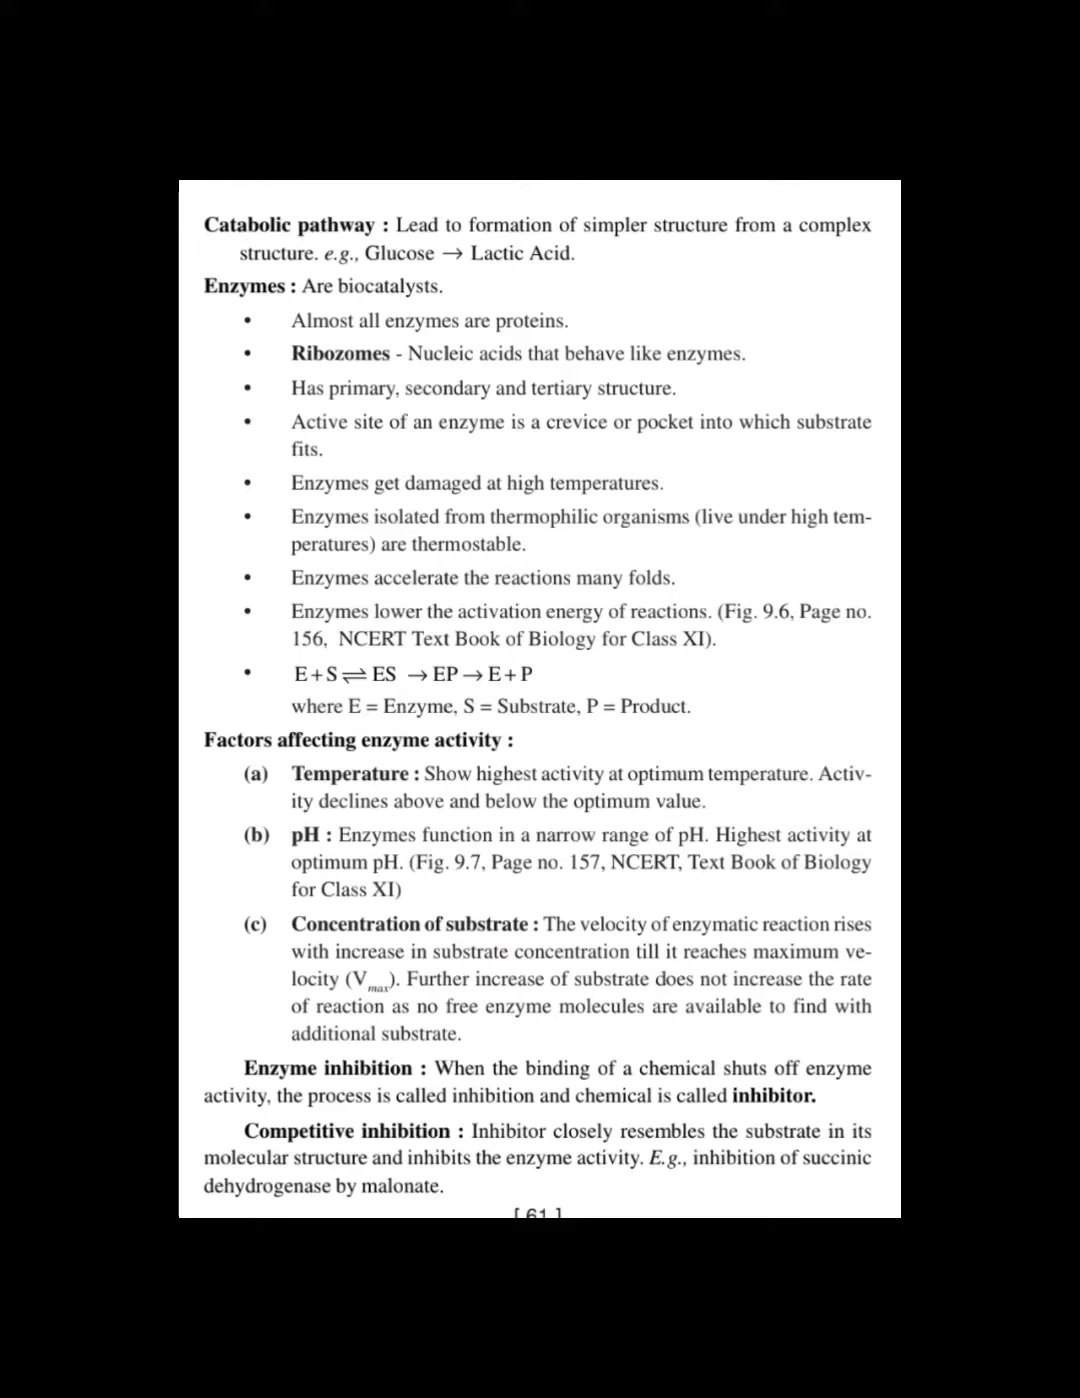 Catabolic pathway : Lead to formation of simpler structure from a complex
structure. e.g., Glucose → Lactic Acid.
Enzymes : Are biocatalysts.
• Almost all enzymes are proteins.
• Ribozomes - Nucleic acids that behave like enzymes.
• Has primary, secondary and tertiary structure.
• Active site of an enzyme is a crevice or pocket into which substrate
fits.
• Enzymes get damaged at high temperatures.
• Enzymes isolated from thermophilic organisms (live under high tem-
peratures) are thermostable.
• Enzymes accelerate the reactions many folds.
• Enzymes lower the activation energy of reactions. (Fig. 9.6, Page no.
156, NCERT Text Book of Biology for Class XI).
• E + S ⇌ ES → EP → E + P
where E = Enzyme, S = Substrate, P = Product.
Factors affecting enzyme activity :
(a) Temperature : Show highest activity at optimum temperature. Activ-
ity declines above and below the optimum value.
(b) pH : Enzymes function in a narrow range of pH. Highest activity at
optimum pH. (Fig. 9.7, Page no. 157, NCERT, Text Book of Biology
for Class XI)
(c) Concentration of substrate : The velocity of enzymatic reaction rises
with increase in substrate concentration till it reaches maximum ve-
locity (Vmax). Further increase of substrate does not increase the rate
of reaction as no free enzyme molecules are available to find with
additional substrate.
Enzyme inhibition : When the binding of a chemical shuts off enzyme
activity, the process is called inhibition and chemical is called inhibitor.
Competitive inhibition : Inhibitor closely resembles the substrate in its
molecular structure and inhibits the enzyme activity. E.g., inhibition of succinic
dehydrogenase by malonate.
[ 61 ]